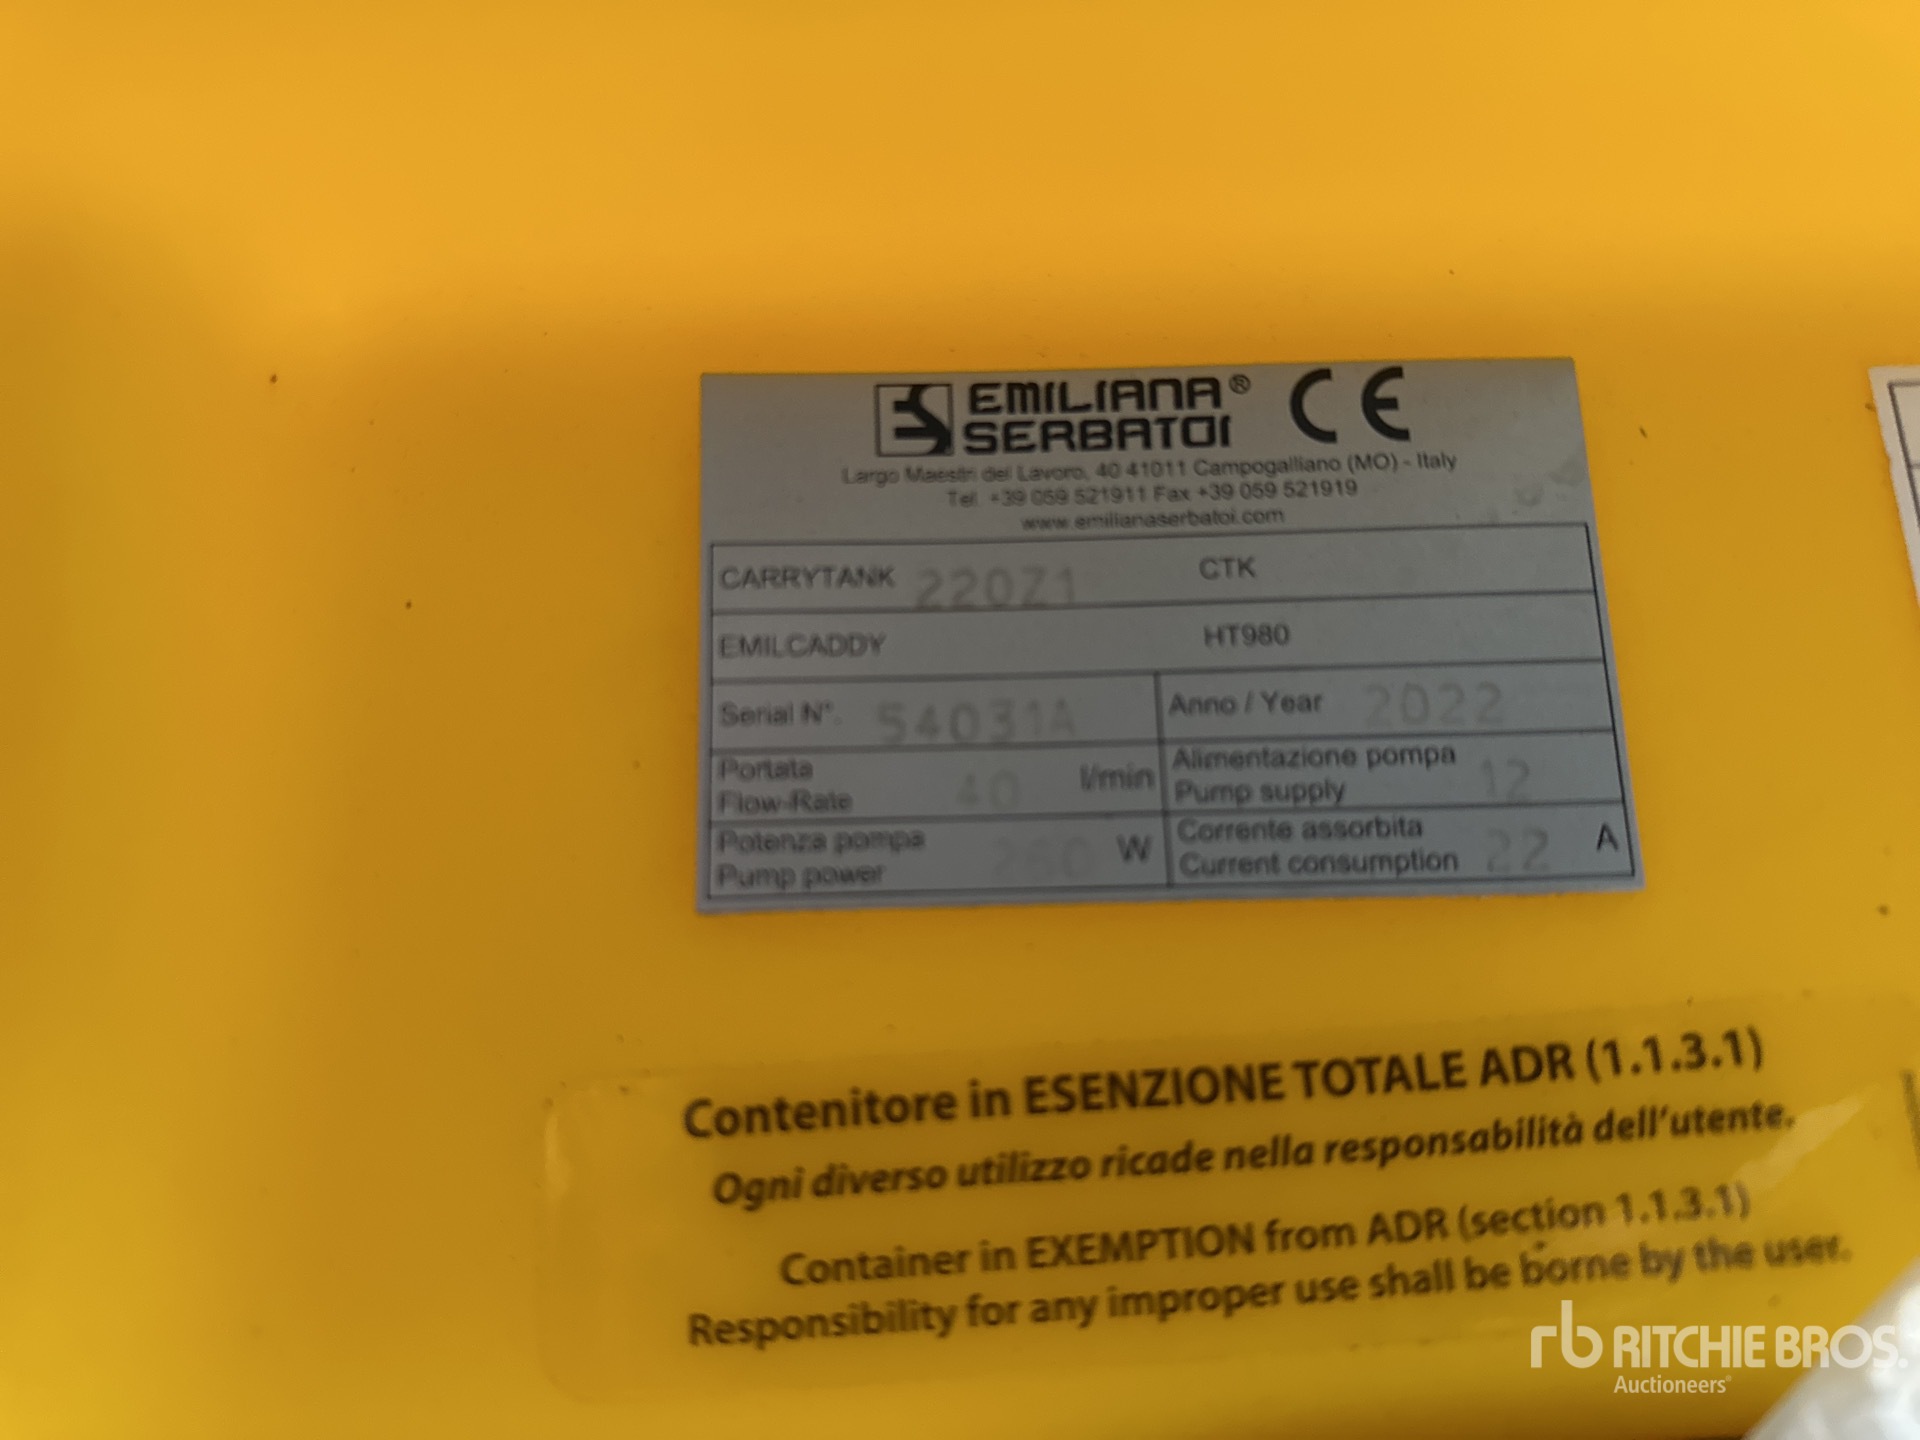 EMILIANA®
SERBATOI
CE
Largo Maestri del Lavoro, 40 41011 Campogalliano (MO) - Italy
Tel. +39 059 521911 Fax +39 059 521919
www.emilianaserbatoi.com
CARRYTANK 220Z1 CTK
EMILCADDY HT980
Serial N°. 54031A Anno / Year 2022
Portata
Flow-Rate 40 l/min
Alimentazione pompa
Pump supply 12
Potenza pompa
Pump power 260 W
Corrente assorbita
Current consumption 22 A
Contenitore in ESENZIONE TOTALE ADR (1.1.3.1)
Ogni diverso utilizzo ricade nella responsabilità dell'utente.
Container in EXEMPTION from ADR (section 1.1.3.1)
Responsibility for any improper use shall be borne by the user.
rb RITCHIE BROS.
Auctioneers